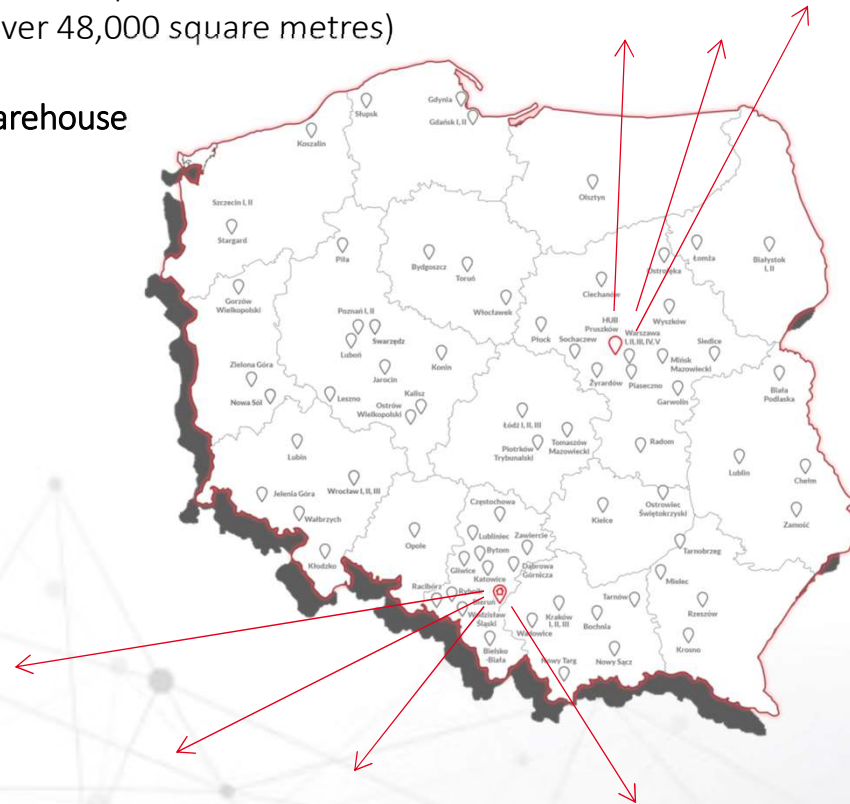 ver 48,000 square metres)
arehouse
Słupsk
Gdynia
Gdańsk I, II
Koszalin
Olsztyn
Szczecin I, II
Stargard
Piła
Bydgoszcz
Toruń
Włocławek
Ostrołęka
Łomża
Białystok
I, II
Ciechanów
Gorzów
Wielkopolski
Poznań I, II
Swarzędz
Luboń
Płock
Sochaczew
HUB
Pruszków
Warszawa
I, II, III, IV, V
Wyszków
Siedlce
Mińsk
Mazowiecki
Żyrardów
Piaseczno
Garwolin
Biała
Podlaska
Zielona Góra
Nowa Sól
Leszno
Jarocin
Konin
Kalisz
Ostrów
Wielkopolski
Łódź I, II, III
Piotrków
Trybunalski
Tomaszów
Mazowiecki
Radom
Lublin
Chełm
Zamość
Lubin
Jelenia Góra
Wrocław I, II, III
Wałbrzych
Kłodzko
Opole
Częstochowa
Lubliniec
Zawiercie
Bytom
Gliwice
Katowice
Dąbrowa
Górnicza
Kielce
Ostrowiec
Świętokrzyski
Tarnobrzeg
Mielec
Racibórz
Rybnik
Bieruń
Wodzisław
Śląski
Bielsko
-Biała
Wadowice
Kraków
I, II, III
Bochnia
Tarnów
Rzeszów
Krosno
Nowy Targ
Nowy Sącz